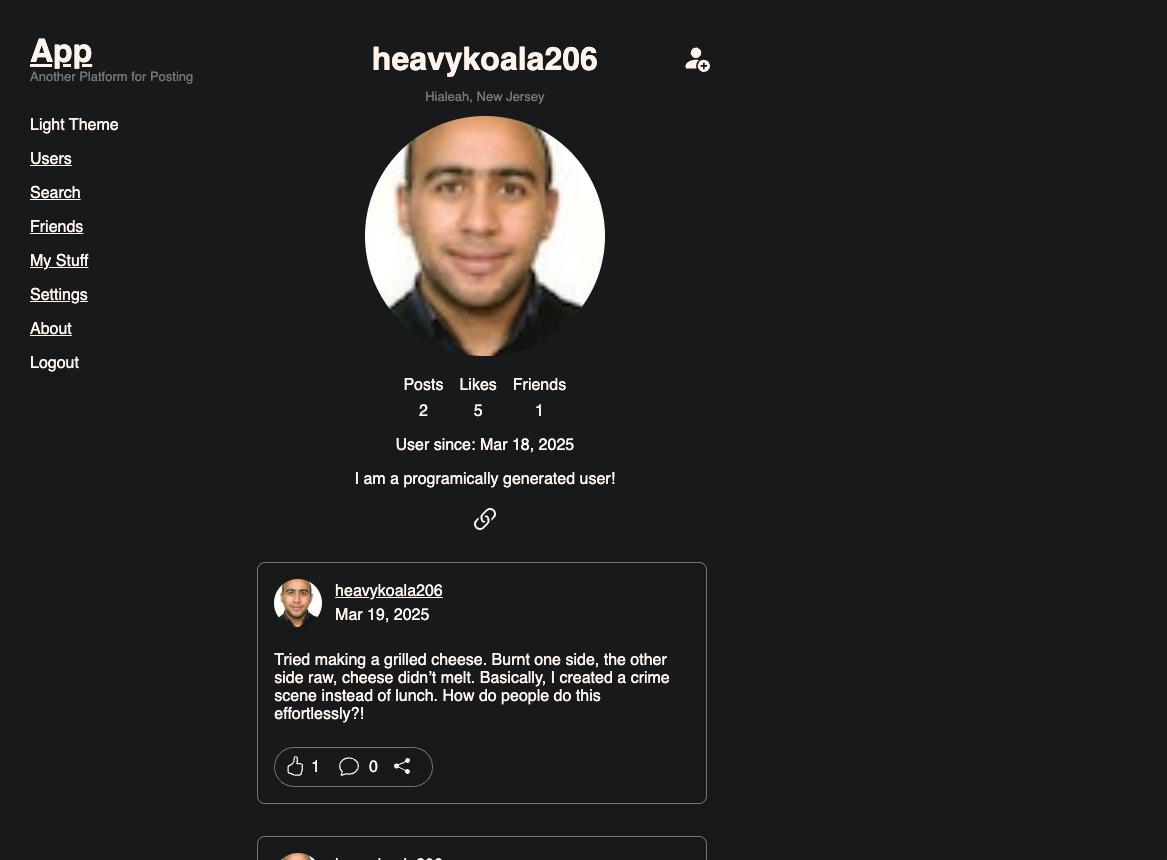 App
Another Platform for Posting
Light Theme
Users
Search
Friends
My Stuff
Settings
About
Logout
heavykoala206
Hialeah, New Jersey
Posts Likes Friends
2 5 1
User since: Mar 18, 2025
I am a programically generated user!
heavykoala206
Mar 19, 2025
Tried making a grilled cheese. Burnt one side, the other
side raw, cheese didn’t melt. Basically, I created a crime
scene instead of lunch. How do people do this
effortlessly?!
1 0